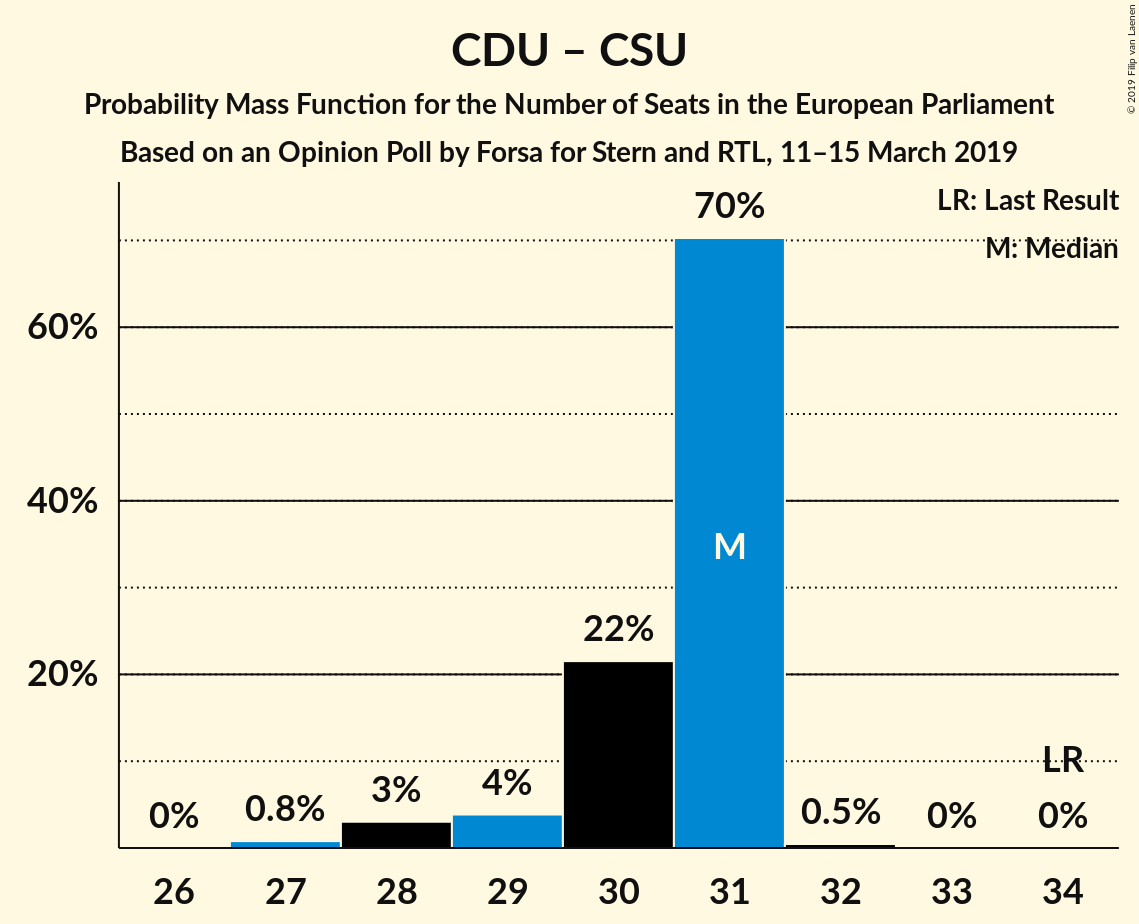 CDU – CSU
Probability Mass Function for the Number of Seats in the European Parliament
Based on an Opinion Poll by Forsa for Stern and RTL, 11–15 March 2019
© 2019 Filip van Laenen
LR: Last Result
M: Median
70%
60%
40%
M
22%
20%
LR
0%
0.8%
3%
4%
0.5%
0%
0%
26 27 28 29 30 31 32 33 34